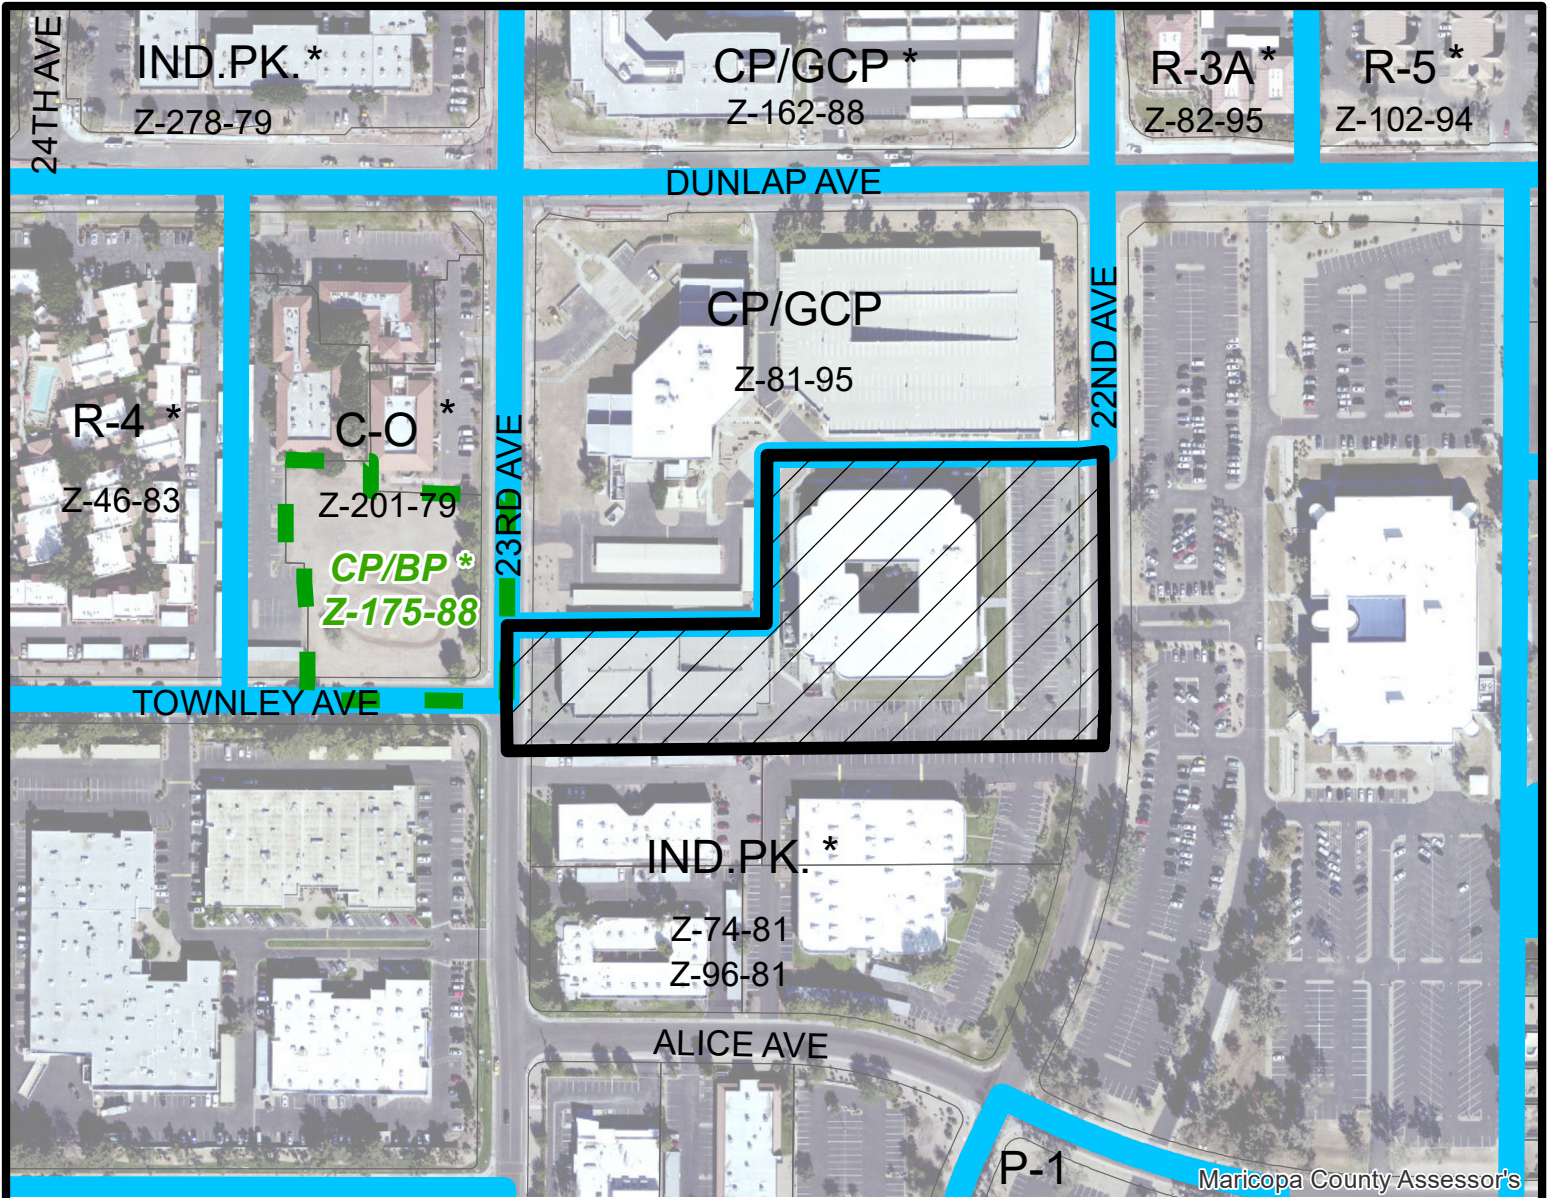 24TH AVE
IND.PK.*
Z-278-79
CP/GCP *
Z-162-88
R-3A*
Z-82-95
R-5 *
Z-102-94
DUNLAP AVE
R-4 *
Z-46-83
C-O *
Z-201-79
CP/BP *
Z-175-88
23RD AVE
CP/GCP
Z-81-95
22ND AVE
TOWNLEY AVE
IND.PK. *
Z-74-81
Z-96-81
ALICE AVE
P-1
Maricopa County Assessor's